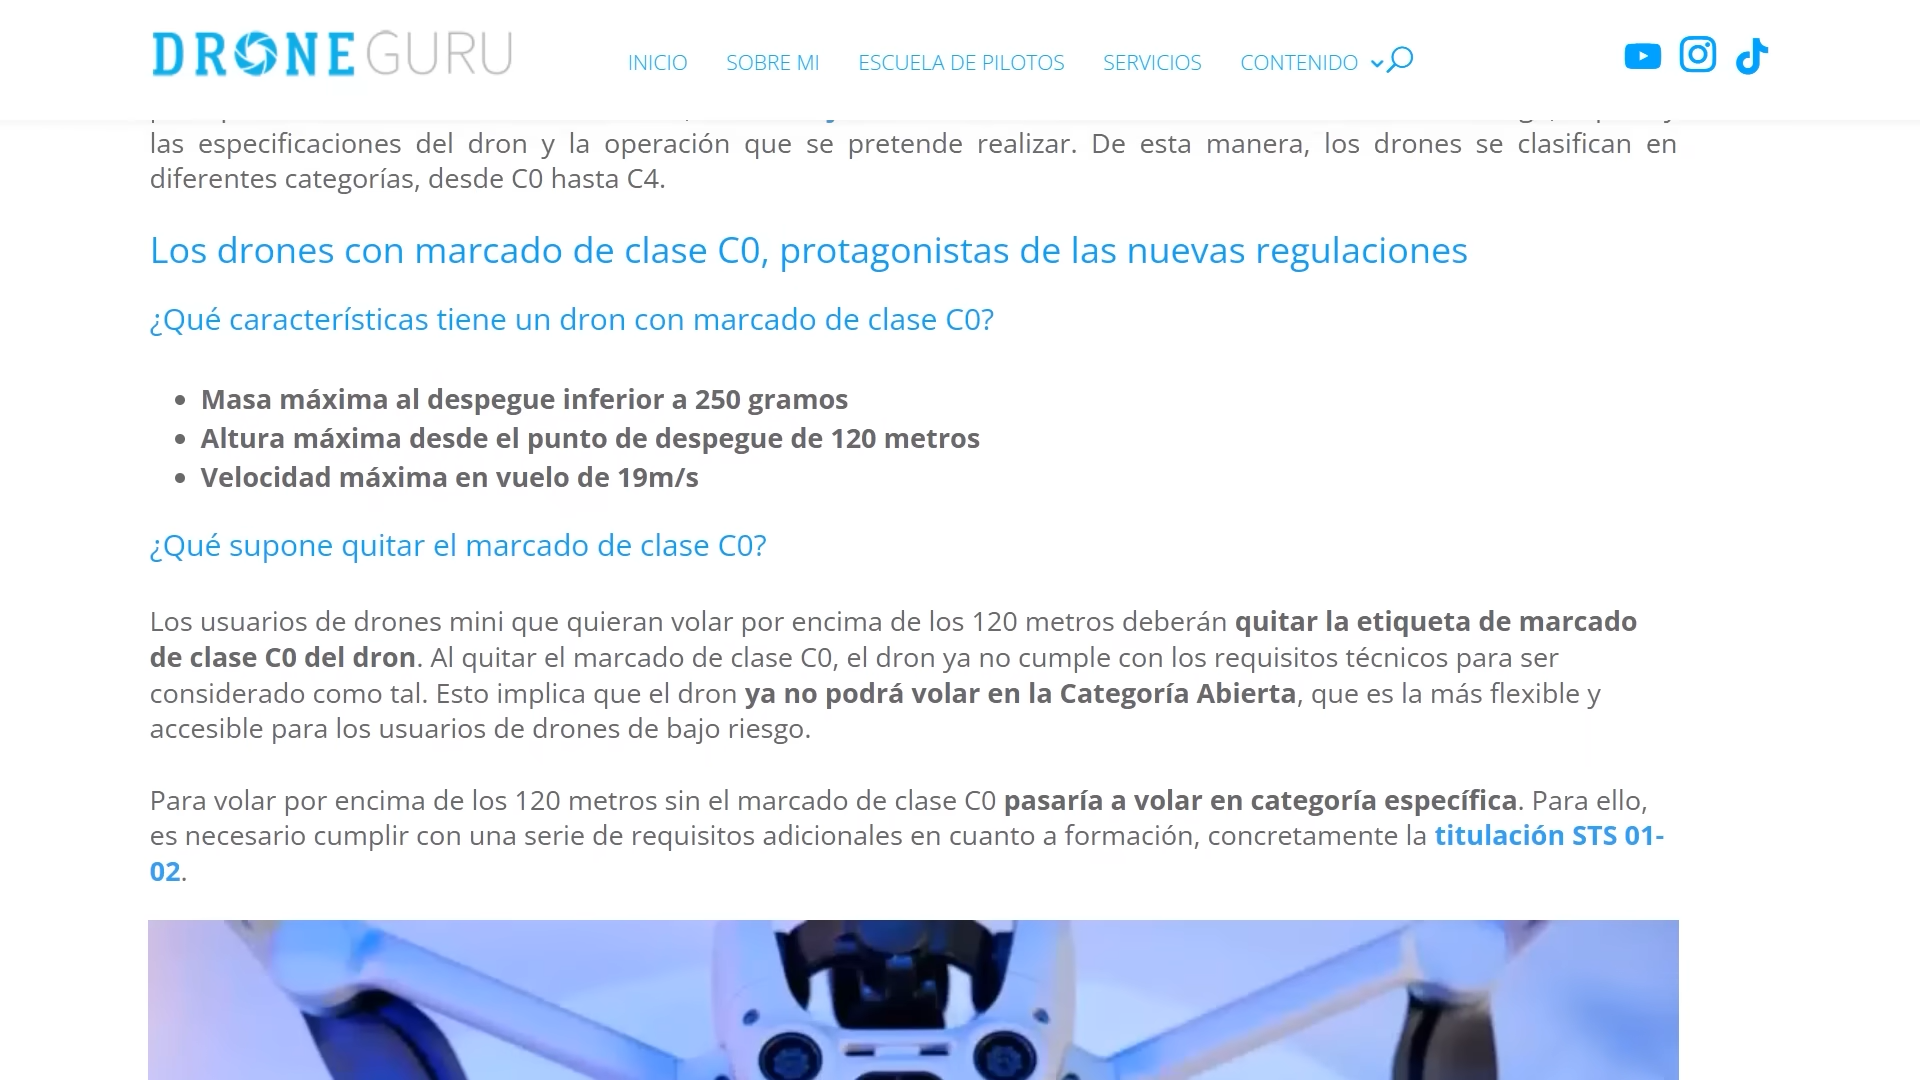 DRONEGURU
INICIO
SOBRE MI
ESCUELA DE PILOTOS
SERVICIOS
CONTENIDO
las especificaciones del dron y la operación que se pretende realizar. De esta manera, los drones se clasifican en
diferentes categorías, desde C0 hasta C4.
Los drones con marcado de clase C0, protagonistas de las nuevas regulaciones
¿Qué características tiene un dron con marcado de clase C0?
• Masa máxima al despegue inferior a 250 gramos
• Altura máxima desde el punto de despegue de 120 metros
• Velocidad máxima en vuelo de 19m/s
¿Qué supone quitar el marcado de clase C0?
Los usuarios de drones mini que quieran volar por encima de los 120 metros deberán quitar la etiqueta de marcado
de clase C0 del dron. Al quitar el marcado de clase C0, el dron ya no cumple con los requisitos técnicos para ser
considerado como tal. Esto implica que el dron ya no podrá volar en la Categoría Abierta, que es la más flexible y
accesible para los usuarios de drones de bajo riesgo.
Para volar por encima de los 120 metros sin el marcado de clase C0 pasaría a volar en categoría específica. Para ello,
es necesario cumplir con una serie de requisitos adicionales en cuanto a formación, concretamente la titulación STS 01-
02.